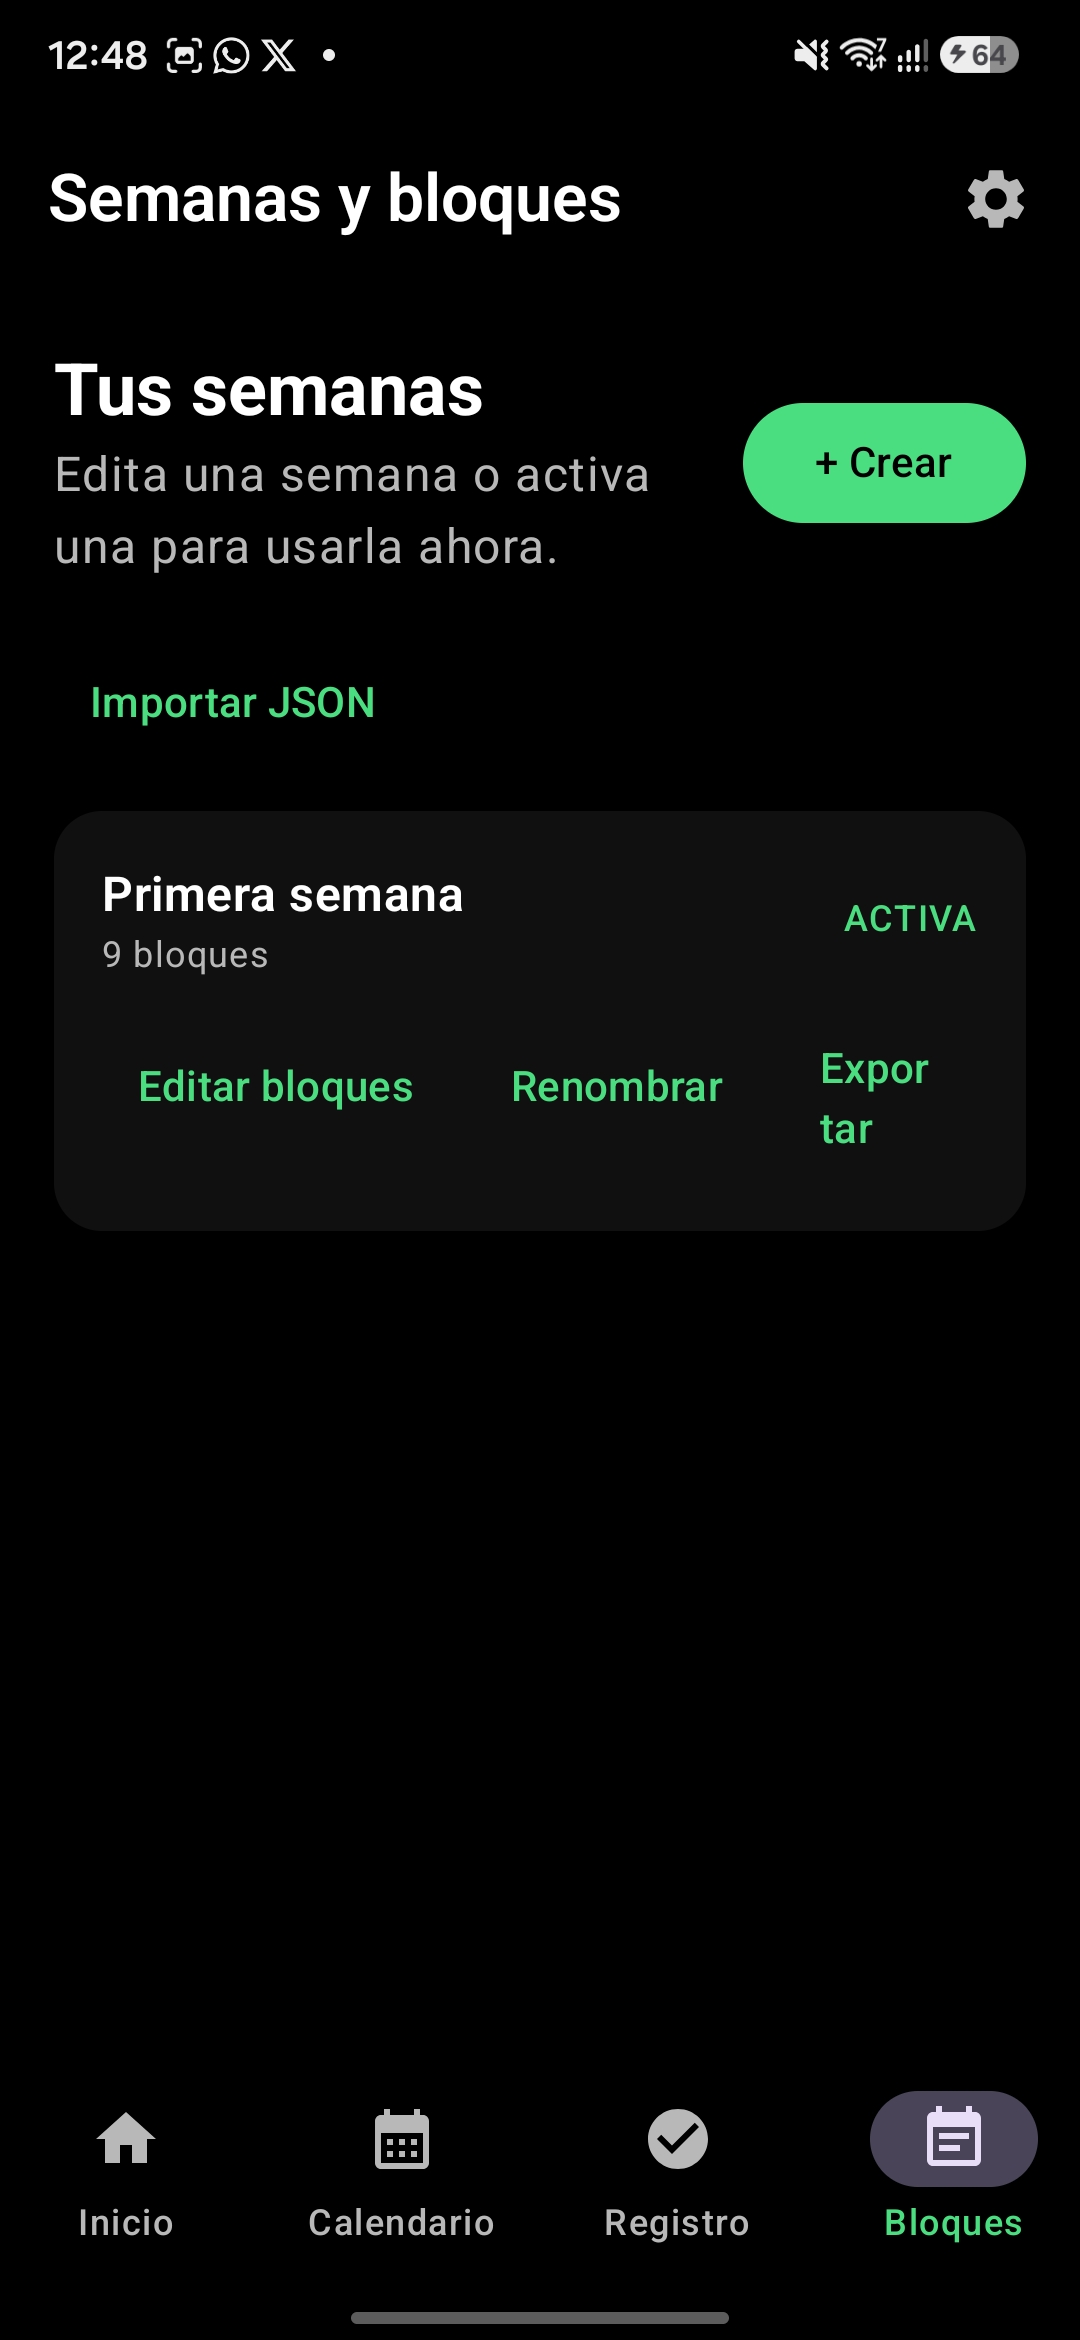 12:48
7
64
Semanas y bloques
Tus semanas
Edita una semana o activa
una para usarla ahora.
+ Crear
Importar JSON
Primera semana
9 bloques
ACTIVA
Editar bloques
Renombrar
Expor
tar
Inicio
Calendario
Registro
Bloques